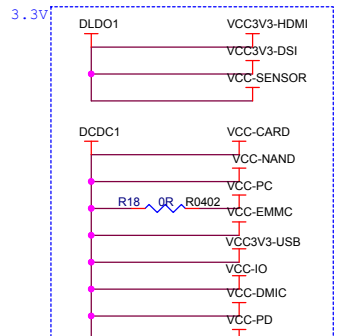 3.3V
DLDO1 VCC3V3-HDMI
VCC3V3-DSI
VCC-SENSOR
DCDC1 VCC-CARD
VCC-NAND
VCC-PC
R18 0R R0402
VCC-EMMC
VCC3V3-USB
VCC-IO
VCC-DMIC
VCC-PD